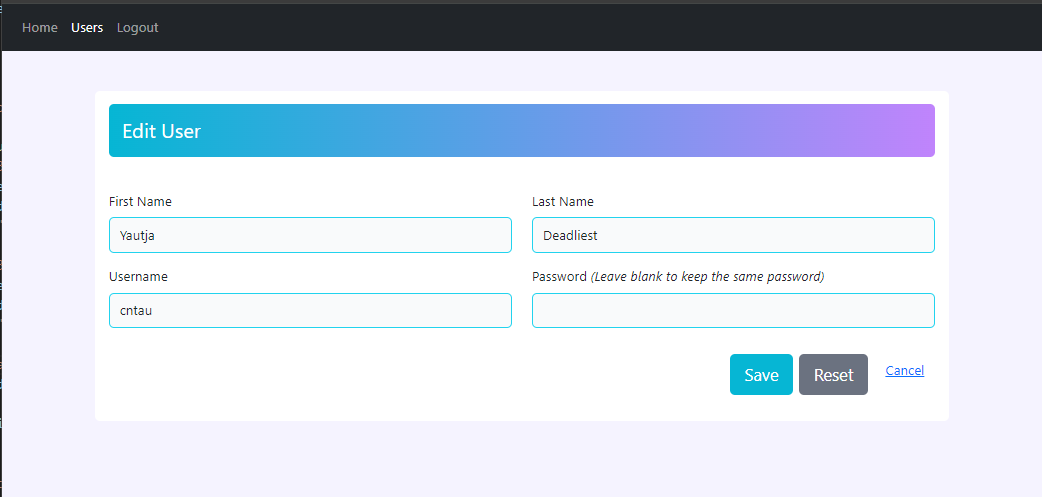 Home Users Logout
Edit User
First Name Last Name
Yautja Deadliest
Username Password (Leave blank to keep the same password)
cntau
Save Reset Cancel